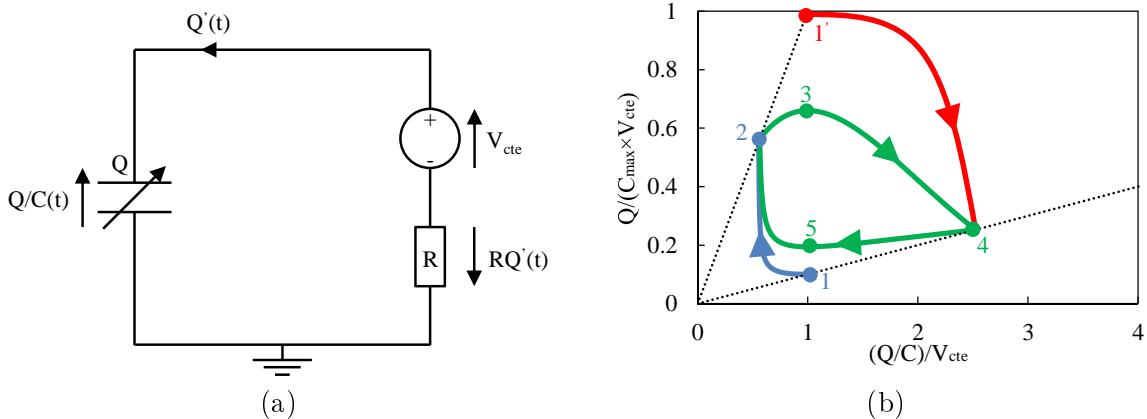 Q'(t)
+
-
V_cte
Q
Q/C(t)
R
RQ'(t)
(a)
Q/(C_max×V_cte)
1
0.8
0.6
0.4
0.2
0
0
1
2
3
4
(Q/C)/V_cte
1'
3
2
5
4
1
(b)